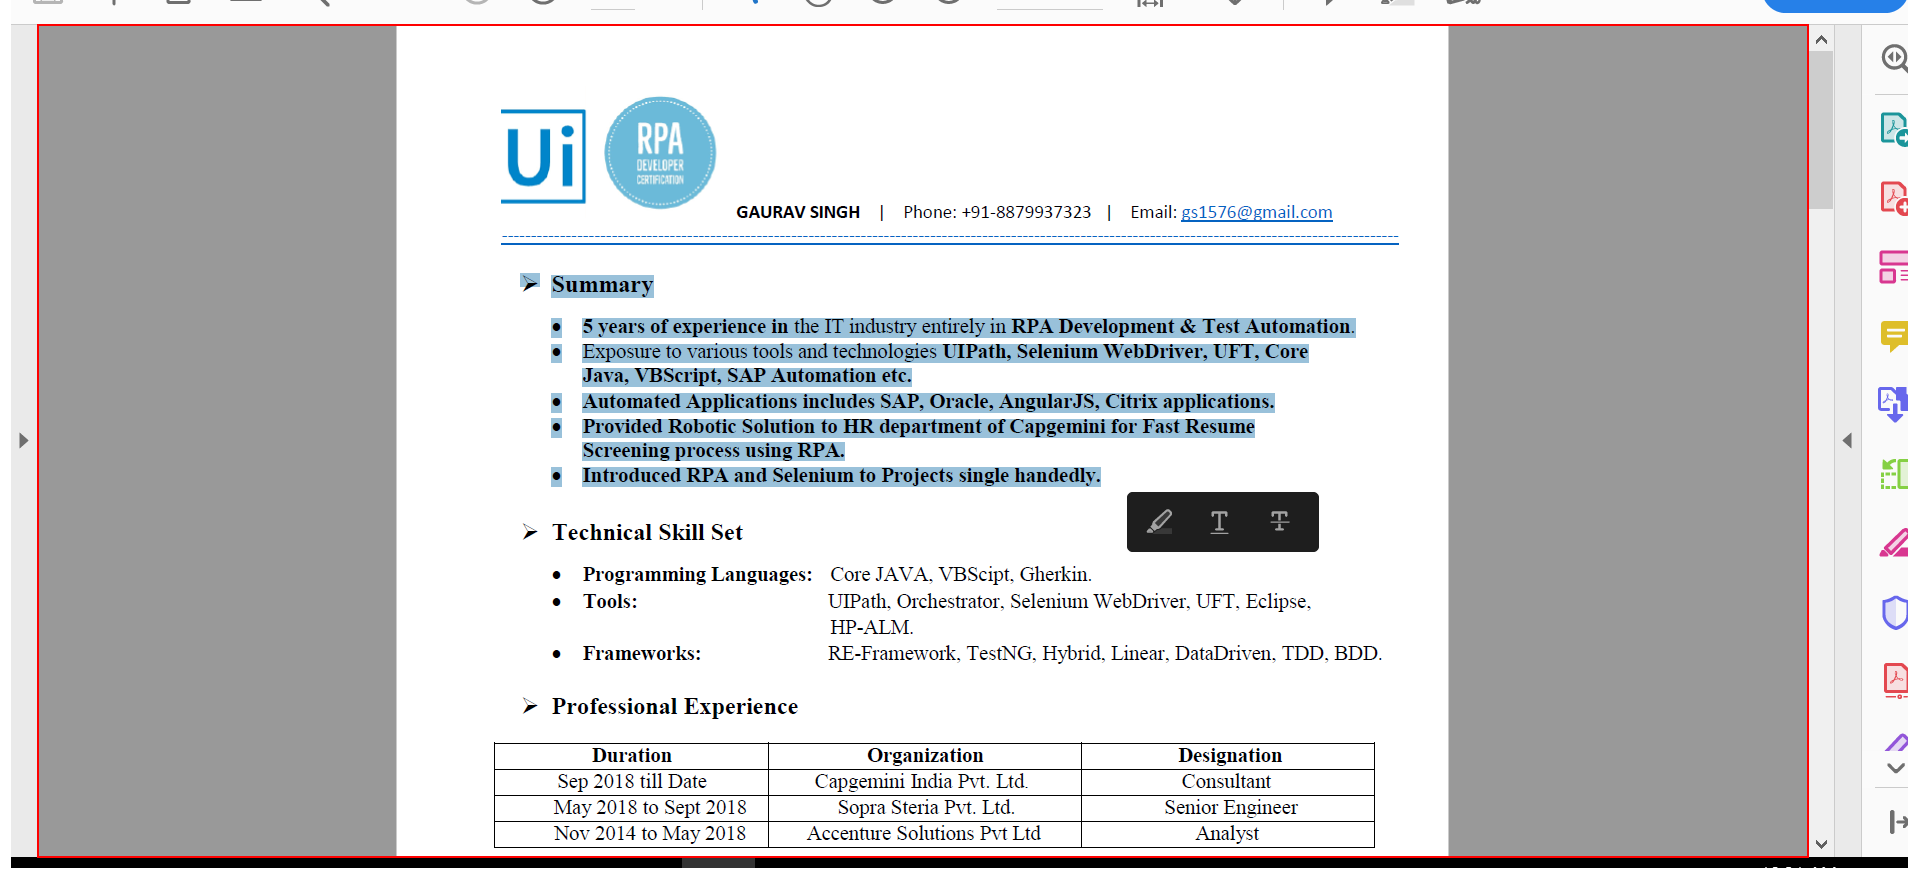 Ui
RPA
DEVELOPER
CERTIFICATION
GAURAV SINGH | Phone: +91-8879937323 | Email: gs1576@gmail.com
➢ Summary
• 5 years of experience in the IT industry entirely in RPA Development & Test Automation.
• Exposure to various tools and technologies UIPath, Selenium WebDriver, UFT, Core
Java, VBScript, SAP Automation etc.
• Automated Applications includes SAP, Oracle, AngularJS, Citrix applications.
• Provided Robotic Solution to HR department of Capgemini for Fast Resume
Screening process using RPA.
• Introduced RPA and Selenium to Projects single handedly.
➢ Technical Skill Set
• Programming Languages: Core JAVA, VBScipt, Gherkin.
• Tools: UIPath, Orchestrator, Selenium WebDriver, UFT, Eclipse,
HP-ALM.
• Frameworks: RE-Framework, TestNG, Hybrid, Linear, DataDriven, TDD, BDD.
➢ Professional Experience
Duration Organization Designation
Sep 2018 till Date Capgemini India Pvt. Ltd. Consultant
May 2018 to Sept 2018 Sopra Steria Pvt. Ltd. Senior Engineer
Nov 2014 to May 2018 Accenture Solutions Pvt Ltd Analyst